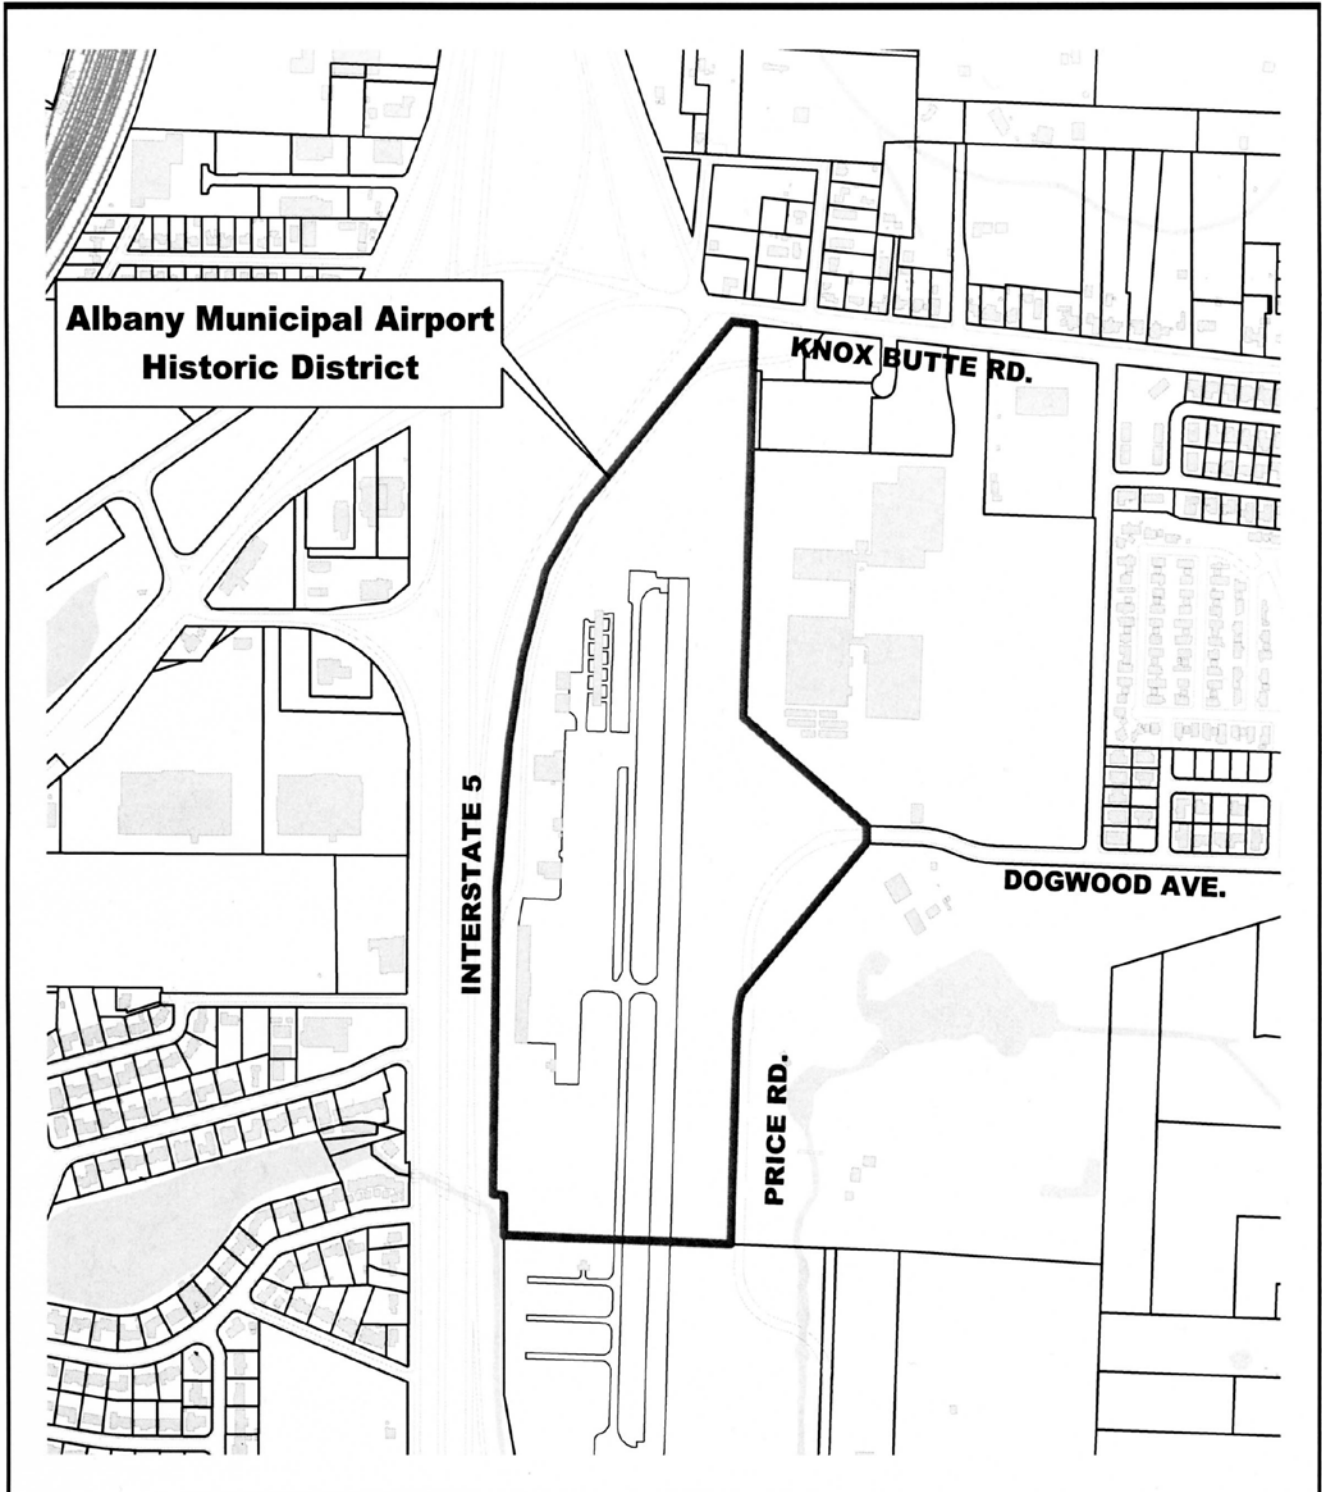 Albany Municipal Airport
Historic District
KNOX BUTTE RD.
INTERSTATE 5
DOGWOOD AVE.
PRICE RD.